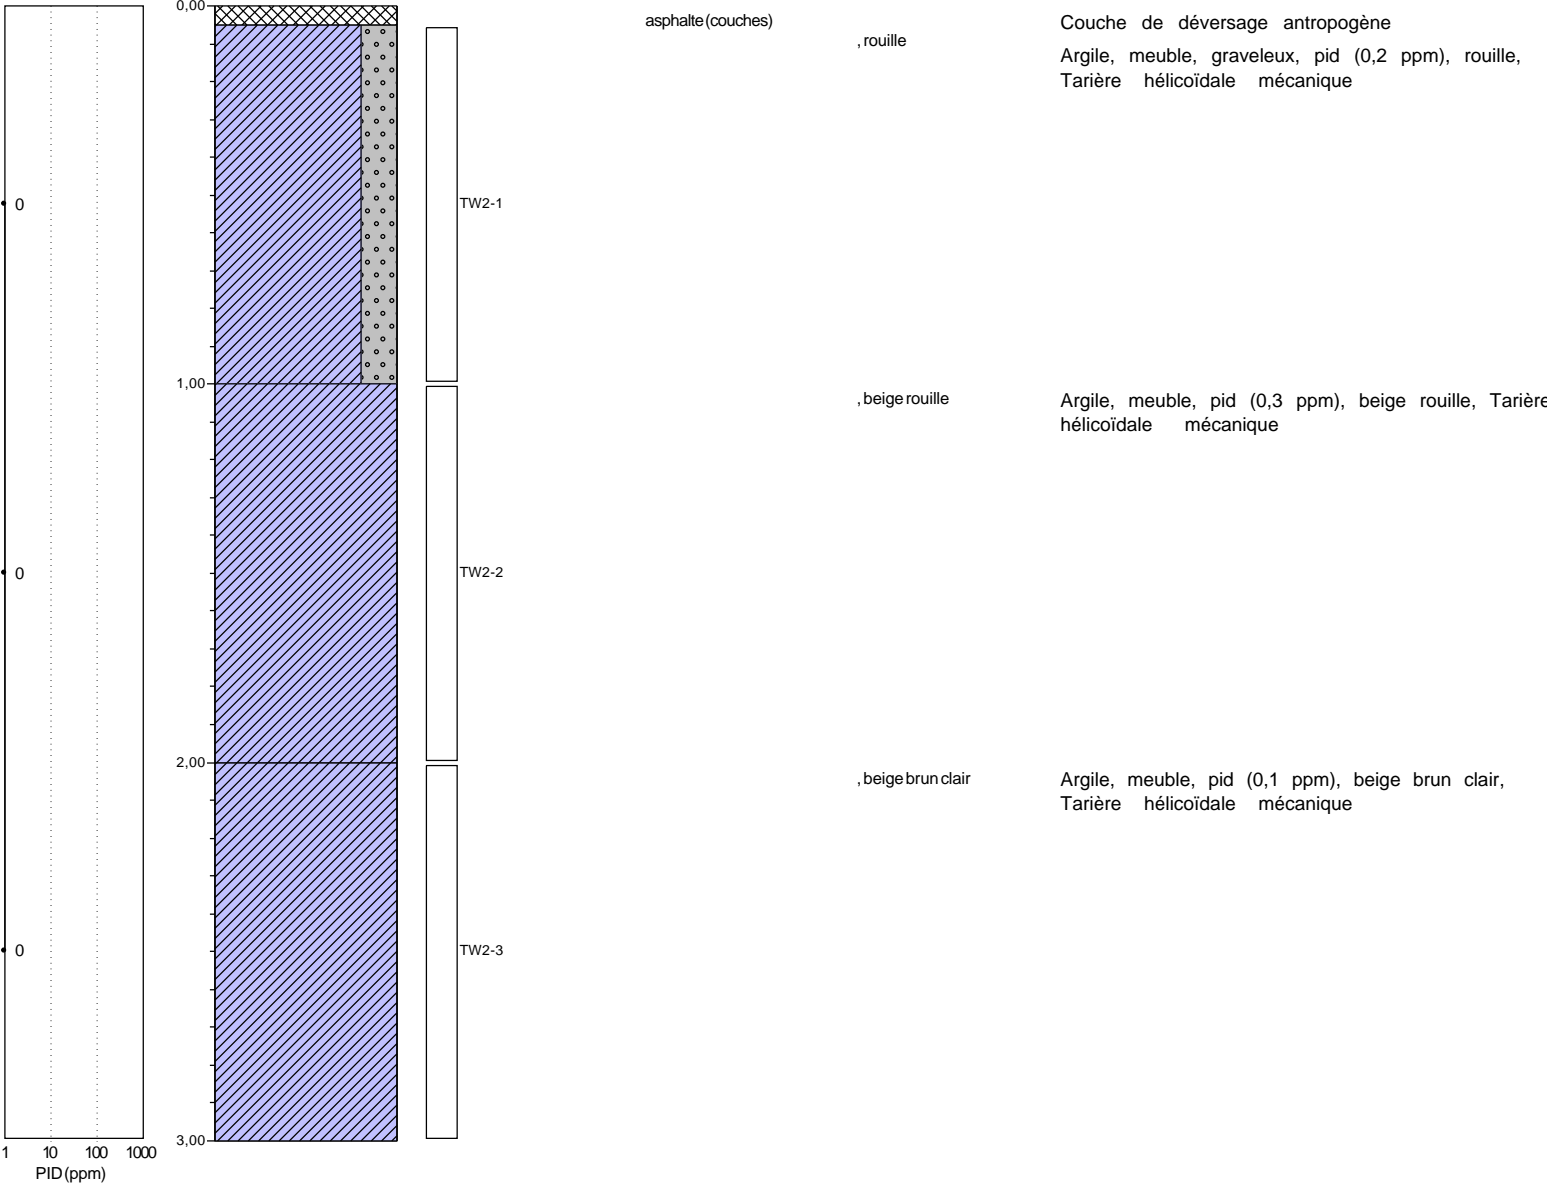 0,00
asphalte (couches)
Couche de déversage antropogène
, rouille
Argile, meuble, graveleux, pid (0,2 ppm), rouille,
Tarière hélicoïdale mécanique
0
TW2-1
1,00
, beige rouille
Argile, meuble, pid (0,3 ppm), beige rouille, Tarière
hélicoïdale mécanique
0
TW2-2
2,00
, beige brun clair
Argile, meuble, pid (0,1 ppm), beige brun clair,
Tarière hélicoïdale mécanique
0
TW2-3
3,00
1 10 100 1000
PID (ppm)